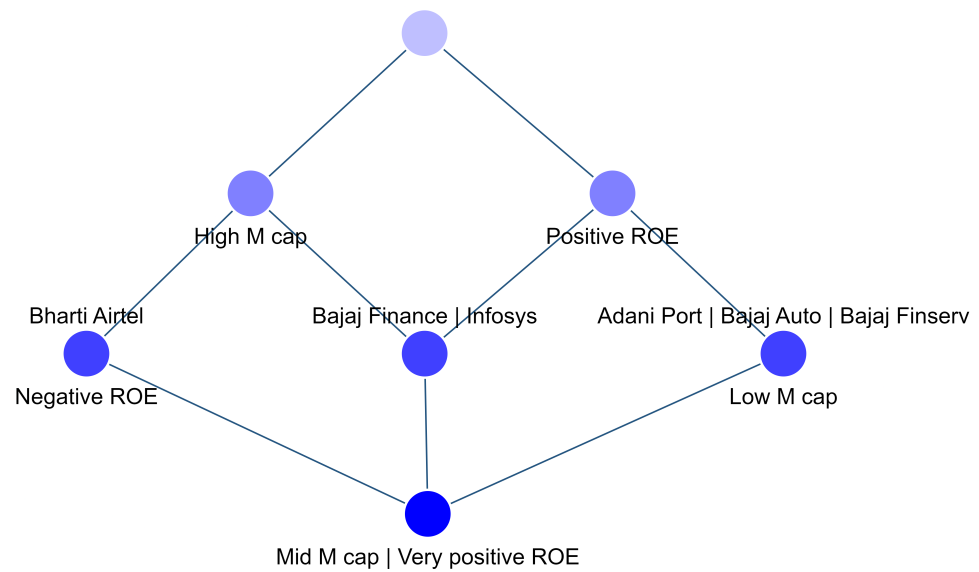 High M cap
Positive ROE
Bharti Airtel
Bajaj Finance | Infosys
Adani Port | Bajaj Auto | Bajaj Finserv
Negative ROE
Low M cap
Mid M cap | Very positive ROE